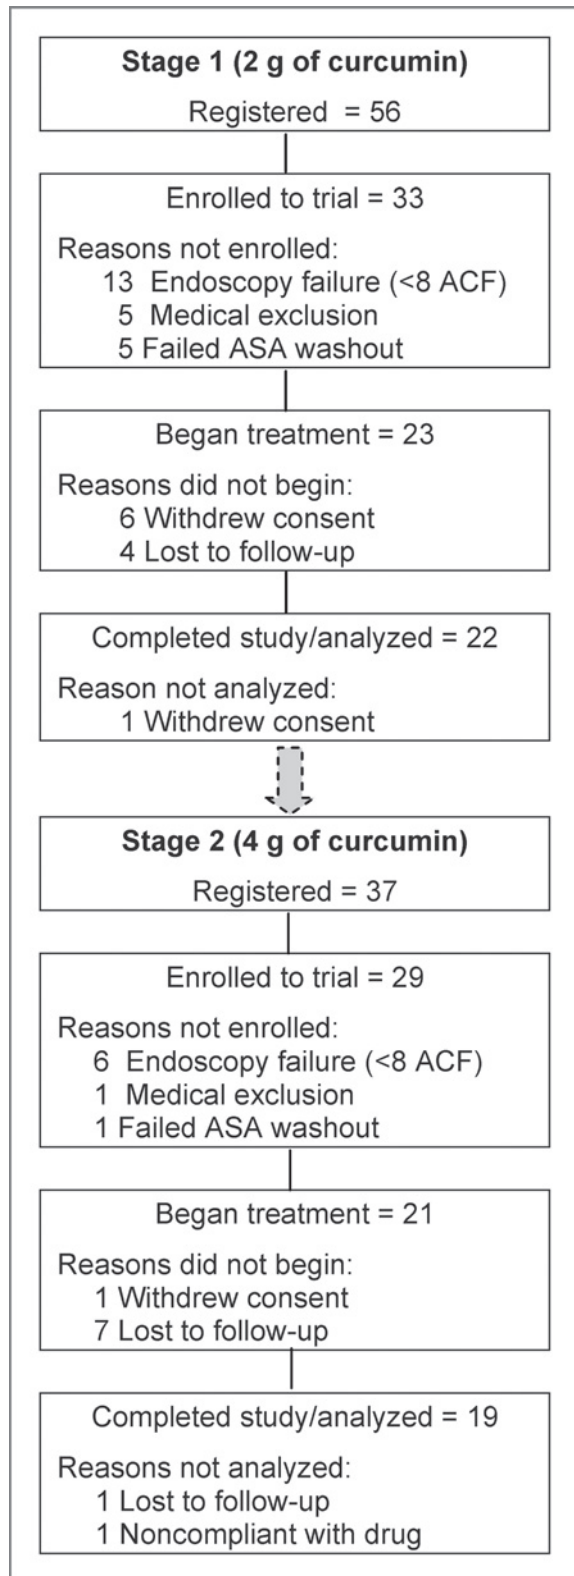 Stage 1 (2 g of curcumin)
Registered = 56
Enrolled to trial = 33
Reasons not enrolled:
13 Endoscopy failure (<8 ACF)
5 Medical exclusion
5 Failed ASA washout
Began treatment = 23
Reasons did not begin:
6 Withdrew consent
4 Lost to follow-up
Completed study/analyzed = 22
Reason not analyzed:
1 Withdrew consent
Stage 2 (4 g of curcumin)
Registered = 37
Enrolled to trial = 29
Reasons not enrolled:
6 Endoscopy failure (<8 ACF)
1 Medical exclusion
1 Failed ASA washout
Began treatment = 21
Reasons did not begin:
1 Withdrew consent
7 Lost to follow-up
Completed study/analyzed = 19
Reasons not analyzed:
1 Lost to follow-up
1 Noncompliant with drug